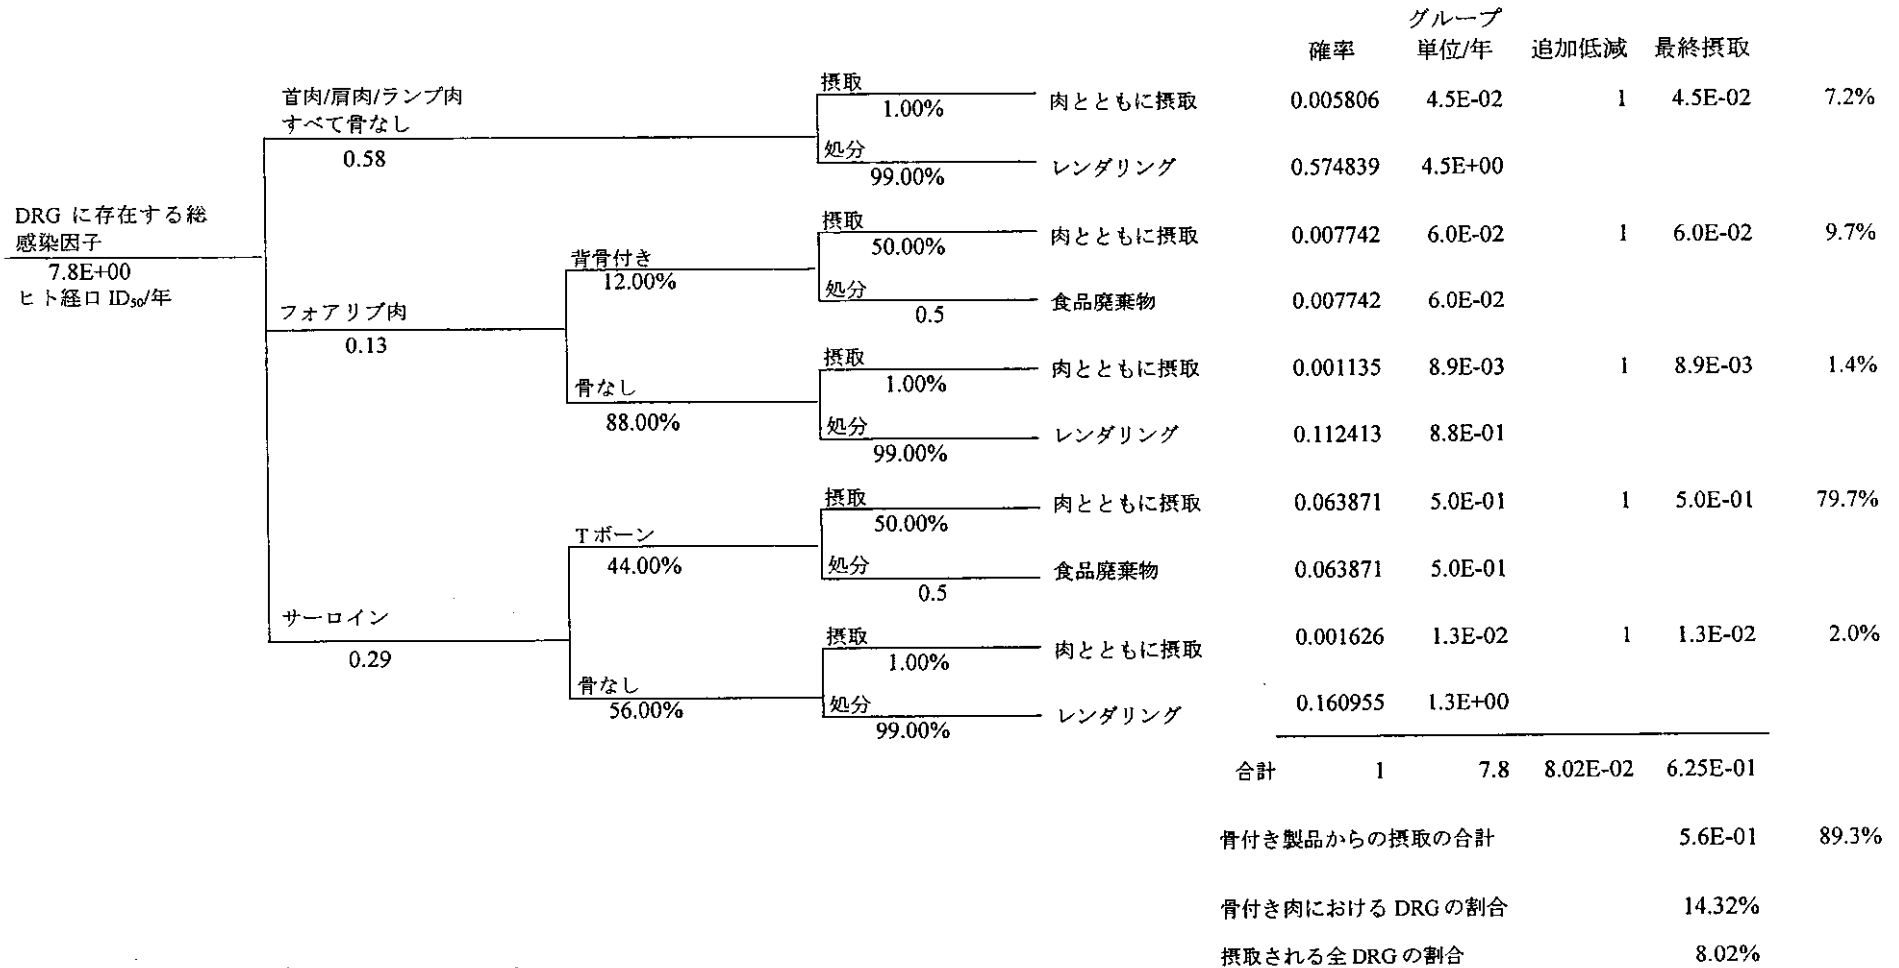 グループ
確率 単位/年 追加低減 最終摂取
首肉/肩肉/ランプ肉
すべて骨なし
0.58
摂取
1.00%
肉とともに摂取 0.005806 4.5E-02 1 4.5E-02 7.2%
処分
99.00%
レンダリング 0.574839 4.5E+00
DRG に存在する総
感染因子
7.8E+00
ヒト経口 ID₅₀/年
フォアリブ肉
0.13
背骨付き
12.00%
摂取
50.00%
肉とともに摂取 0.007742 6.0E-02 1 6.0E-02 9.7%
処分
0.5
食品廃棄物 0.007742 6.0E-02
骨なし
88.00%
摂取
1.00%
肉とともに摂取 0.001135 8.9E-03 1 8.9E-03 1.4%
処分
99.00%
レンダリング 0.112413 8.8E-01
サーロイン
0.29
Tボーン
44.00%
摂取
50.00%
肉とともに摂取 0.063871 5.0E-01 1 5.0E-01 79.7%
処分
0.5
食品廃棄物 0.063871 5.0E-01
骨なし
56.00%
摂取
1.00%
肉とともに摂取 0.001626 1.3E-02 1 1.3E-02 2.0%
処分
99.00%
レンダリング 0.160955 1.3E+00
合計 1 7.8 8.02E-02 6.25E-01
骨付き製品からの摂取の合計 5.6E-01 89.3%
骨付き肉における DRG の割合 14.32%
摂取される全 DRG の割合 8.02%